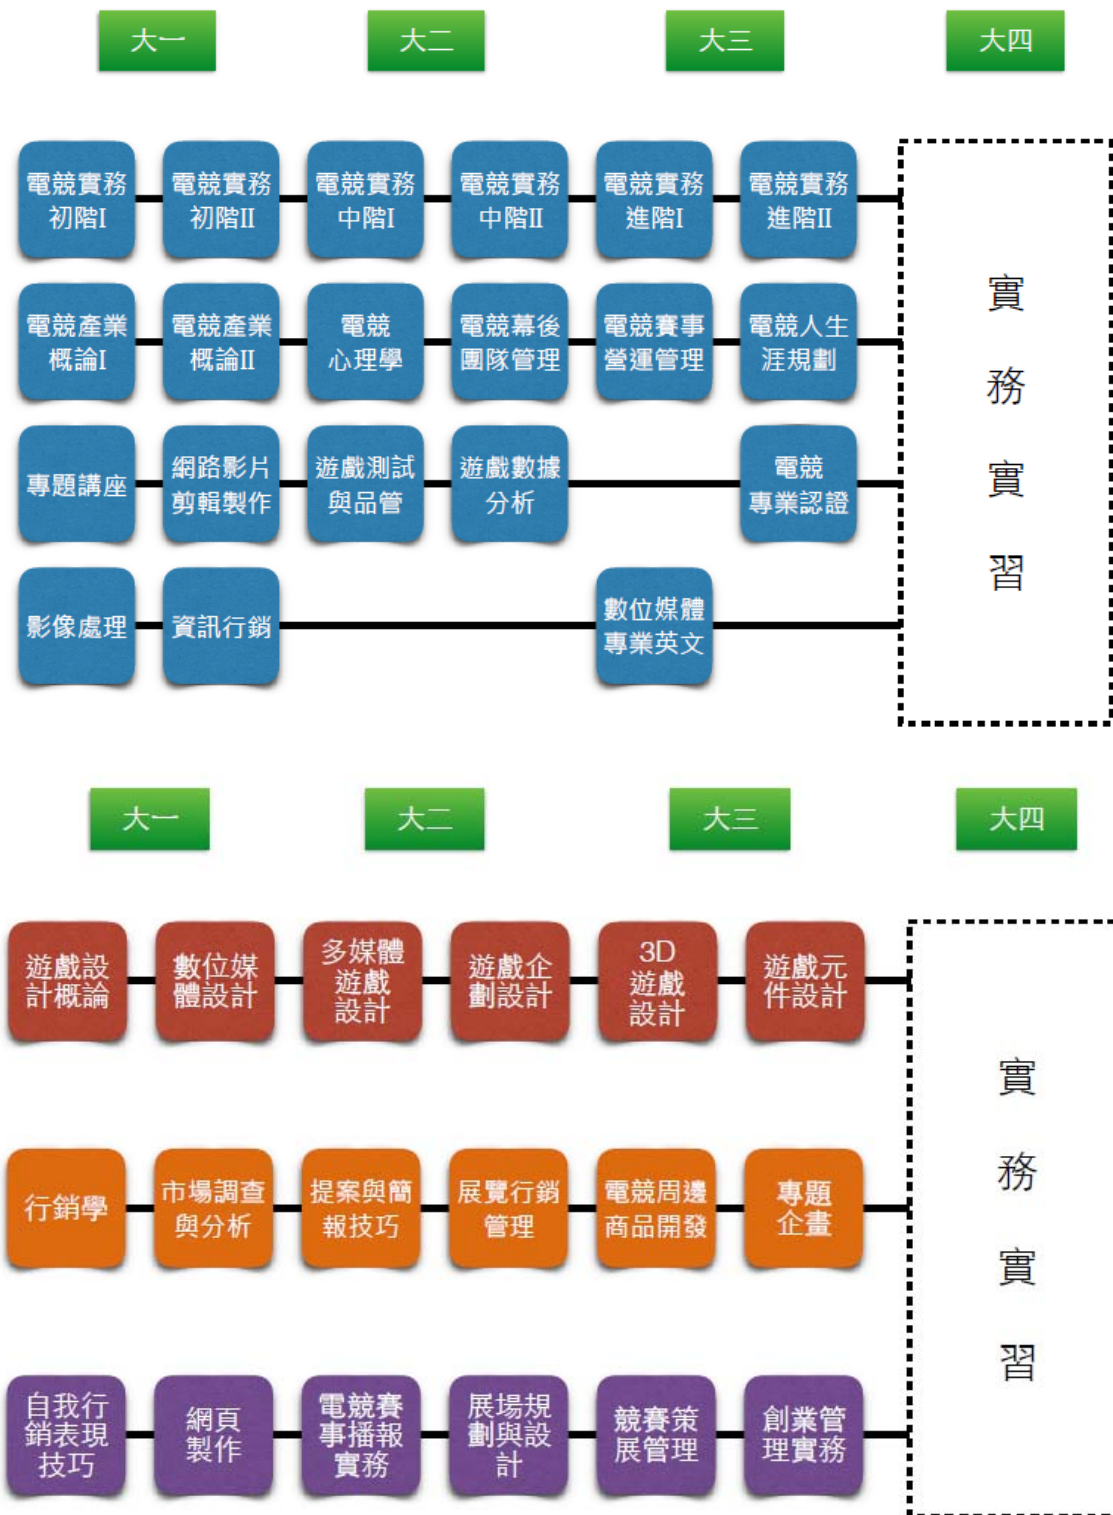 大一
大二
大三
大四
電競實務
初階I
電競實務
初階II
電競實務
中階I
電競實務
中階II
電競實務
進階I
電競實務
進階II
電競產業
概論I
電競產業
概論II
電競
心理學
電競幕後
團隊管理
電競賽事
營運管理
電競人生
涯規劃
專題講座
網路影片
剪輯製作
遊戲測試
與品管
遊戲數據
分析
電競
專業認證
影像處理
資訊行銷
數位媒體
專業英文
實
務
實
習
大一
大二
大三
大四
遊戲設
計概論
數位媒
體設計
多媒體
遊戲
設計
遊戲企
劃設計
3D
遊戲
設計
遊戲元
件設計
行銷學
市場調查
與分析
提案與簡
報技巧
展覽行銷
管理
電競周邊
商品開發
專題
企畫
自我行
銷表現
技巧
網頁
製作
電競賽
事播報
實務
展場規
劃與設
計
競賽策
展管理
創業管
理實務
實
務
實
習